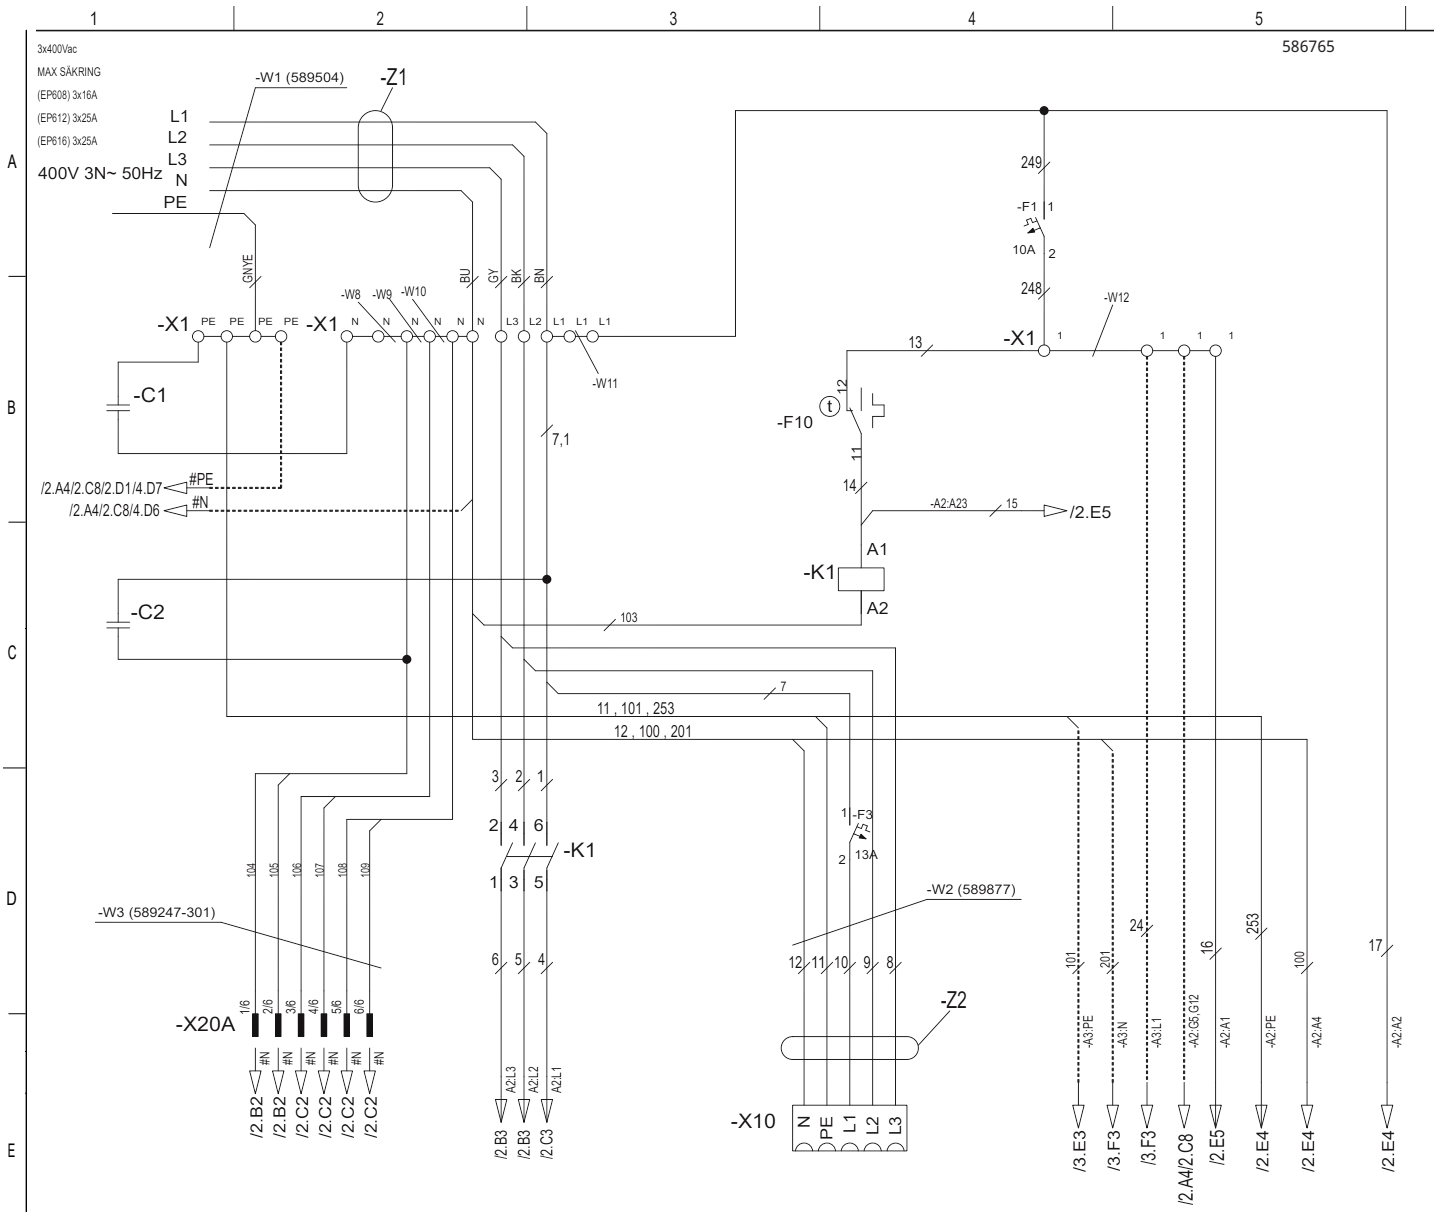 1 2 3 4 5
586765
3x400Vac
MAX SÄKRING
(EP608) 3x16A
(EP612) 3x25A
(EP616) 3x25A
400V 3N~ 50Hz
L1
L2
L3
N
PE
-W1 (589504)
-Z1
A
249
-F1 1
10A 2
248
GNYE BU GY BK BN
-W8 -W9 -W10
-W12
-X1 PE PE PE PE -X1 N N N N N N L3 L2 L1 L1 L1
13 -X1 1 1 1 1
-W11
B
-C1
12
t
-F10
11
7,1
14
/2.A4/2.C8/2.D1/4.D7 #PE
/2.A4/2.C8/4.D6 #N
-A2:A23 15 /2.E5
A1
-K1
A2
-C2
103
C
7
11 , 101 , 253
12 , 100 , 201
3 2 1
2 4 6
-K1
1 3 5
1 -F3
2 13A
104 105 106 107 108 109
D
-W3 (589247-301)
-W2 (589877)
6 5 4
12 11 10 9 8
101 201 24 16 253 100 17
1/6 2/6 3/6 4/6 5/6 6/6
-X20A
-Z2
#N #N #N #N #N #N
-A3:PE -A3:N -A3:L1 -A2:G5,G12 -A2:A1 -A2:PE -A2:A4 -A2:A2
A2:L3 A2:L2 A2:L1
/2.B2 /2.B2 /2.C2 /2.C2 /2.C2 /2.C2
/2.B3 /2.B3 /2.C3
-X10 N PE L1 L2 L3
/3.E3 /3.F3 /3.F3 /2.A4/2.C8 /2.E5 /2.E4 /2.E4 /2.E4
E